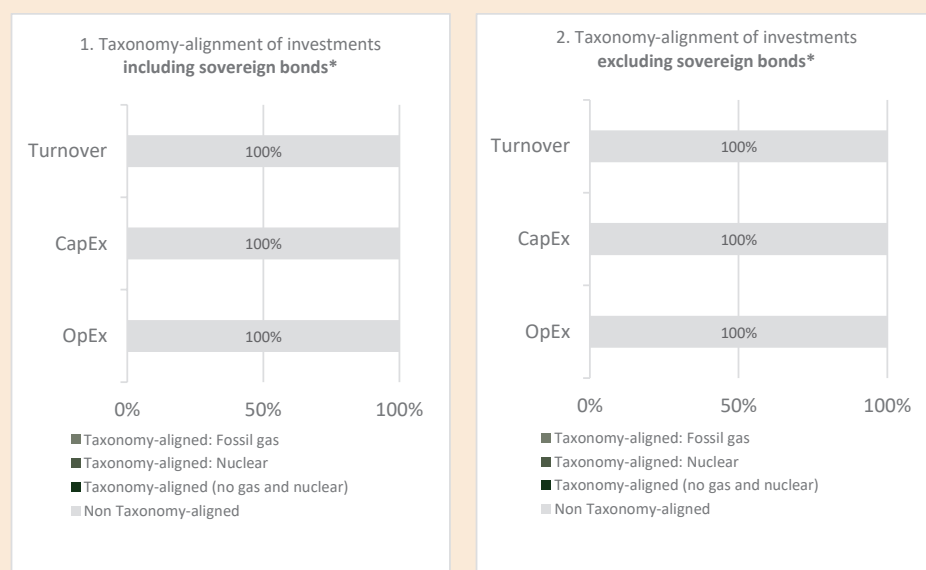 1. Taxonomy-alignment of investments
including sovereign bonds*
Turnover
100%
CapEx
100%
OpEx
100%
0%
50%
100%
Taxonomy-aligned: Fossil gas
Taxonomy-aligned: Nuclear
Taxonomy-aligned (no gas and nuclear)
Non Taxonomy-aligned
2. Taxonomy-alignment of investments
excluding sovereign bonds*
Turnover
100%
CapEx
100%
OpEx
100%
0%
50%
100%
Taxonomy-aligned: Fossil gas
Taxonomy-aligned: Nuclear
Taxonomy-aligned (no gas and nuclear)
Non Taxonomy-aligned